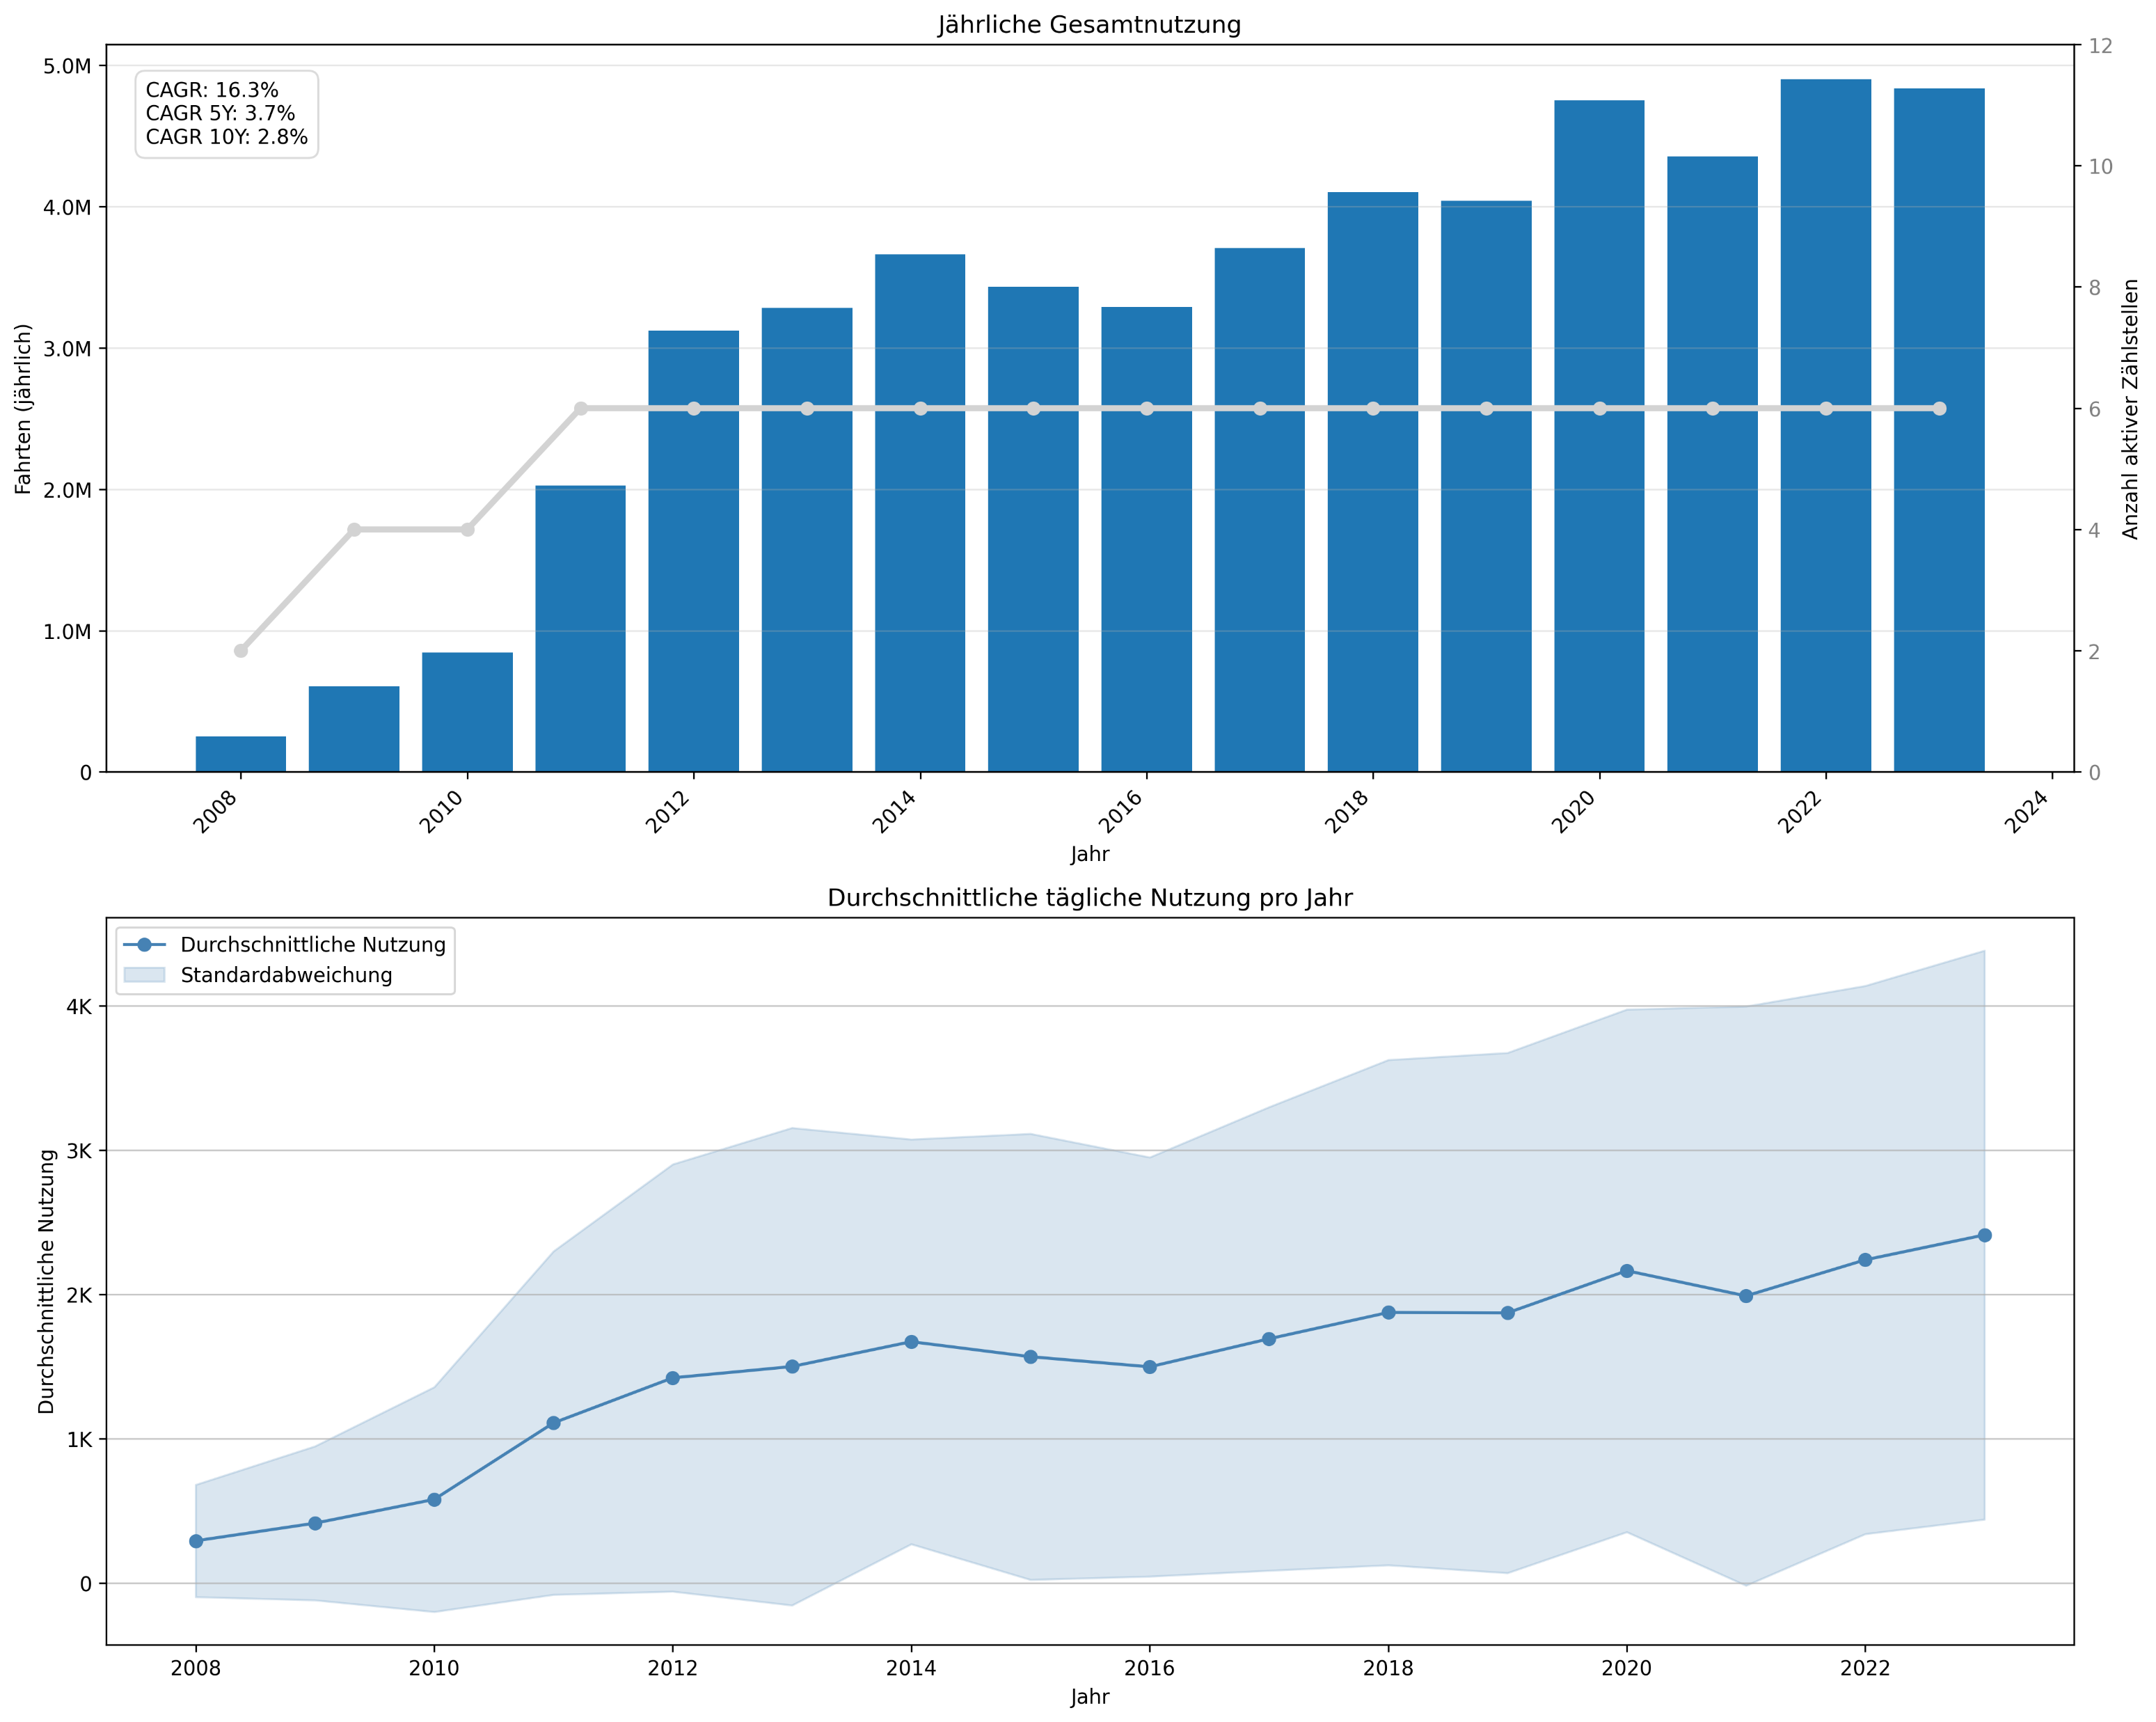 Jährliche Gesamtnutzung
CAGR: 16.3%
CAGR 5Y: 3.7%
CAGR 10Y: 2.8%
Fahrten (jährlich)
5.0M
4.0M
3.0M
2.0M
1.0M
0
12
10
8
6
4
2
0
Anzahl aktiver Zählstellen
2008
2010
2012
2014
2016
2018
2020
2022
2024
Jahr
Durchschnittliche tägliche Nutzung pro Jahr
Durchschnittliche Nutzung
Standardabweichung
Durchschnittliche Nutzung
4K
3K
2K
1K
0
2008
2010
2012
2014
2016
2018
2020
2022
Jahr